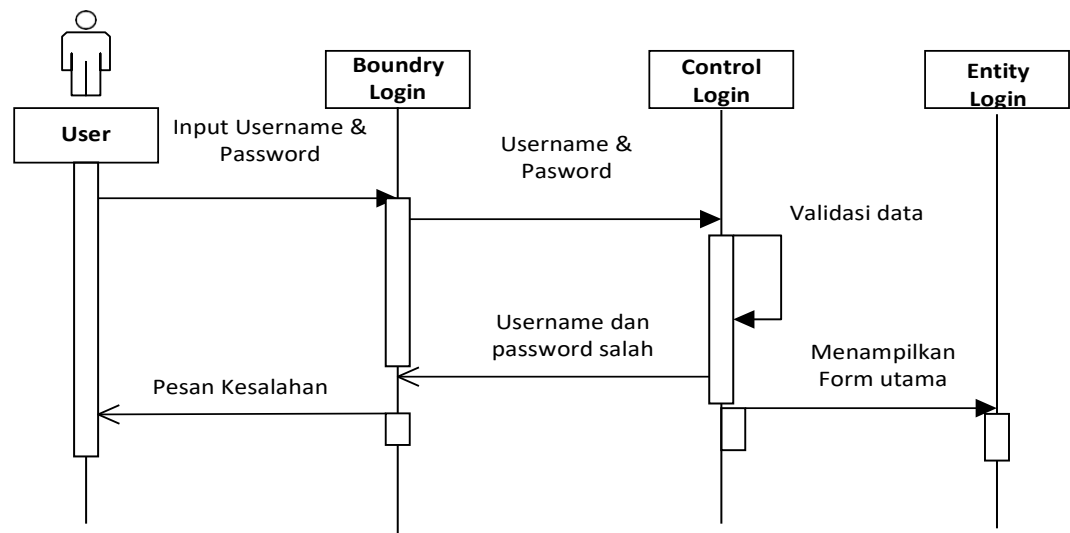 User
Boundry
Login
Control
Login
Entity
Login
Input Username &
Password
Username &
Pasword
Validasi data
Username dan
password salah
Menampilkan
Form utama
Pesan Kesalahan